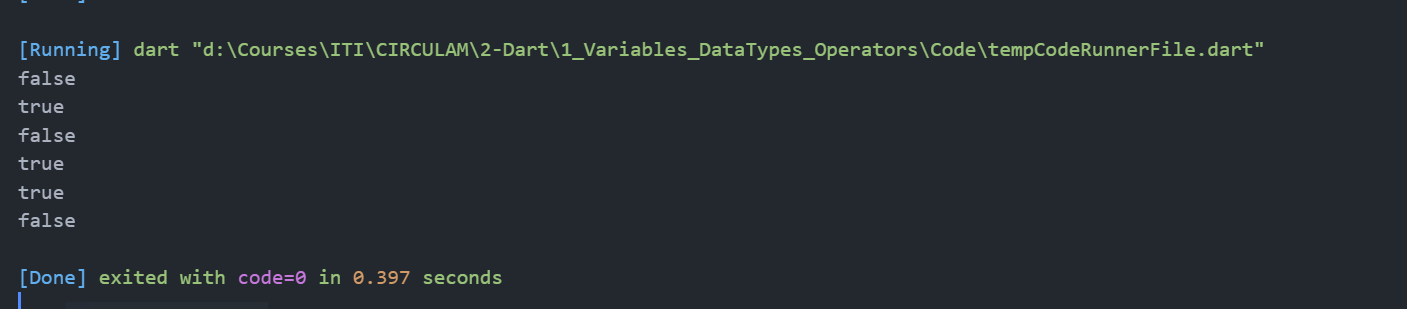 [Running] dart "d:\Courses\ITI\CIRCULAM\2-Dart\1_Variables_DataTypes_Operators\Code\tempCodeRunnerFile.dart"
false
true
false
true
true
false
[Done] exited with code=0 in 0.397 seconds